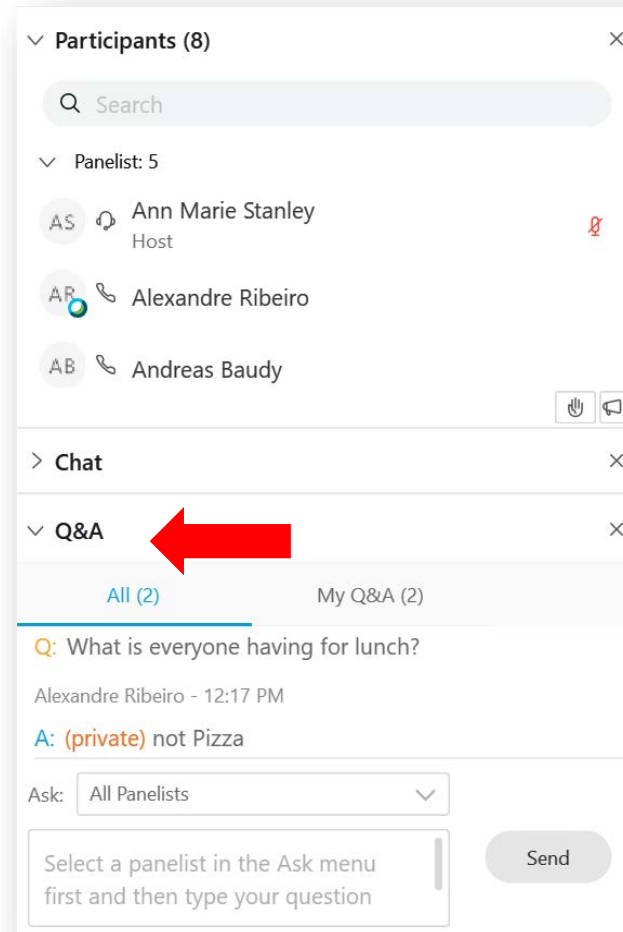 Participants (8)
Search
Panelist: 5
AS Ann Marie Stanley
Host
AR Alexandre Ribeiro
AB Andreas Baudy
Chat
Q&A
All (2) My Q&A (2)
Q: What is everyone having for lunch?
Alexandre Ribeiro - 12:17 PM
A: (private) not Pizza
Ask: All Panelists
Select a panelist in the Ask menu
first and then type your question
Send